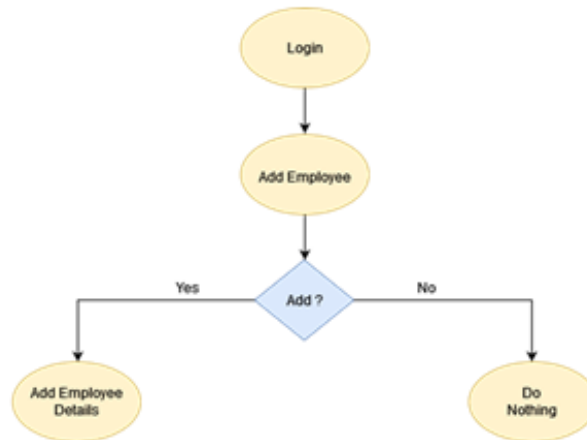 Login
Add Employee
Add ?
Yes
No
Add Employee
Details
Do
Nothing